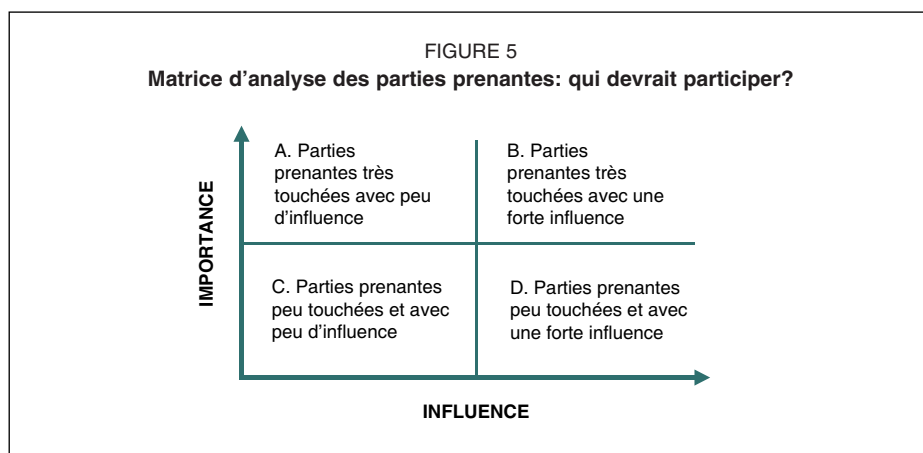 FIGURE 5
Matrice d'analyse des parties prenantes: qui devrait participer?
IMPORTANCE
A. Parties
prenantes très
touchées avec peu
d'influence
B. Parties
prenantes très
touchées avec une
forte influence
C. Parties prenantes
peu touchées et avec
peu d'influence
D. Parties prenantes
peu touchées et avec
une forte influence
INFLUENCE